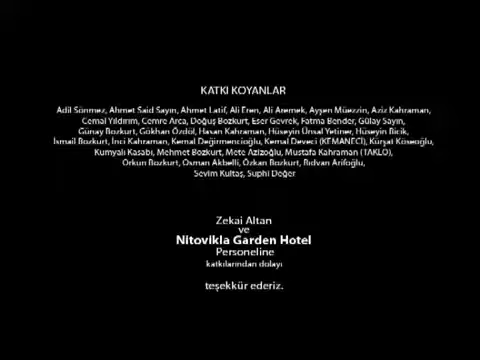 KATKI KOYANLAR
Adil Sönmez, Ahmet Said Sayın, Ahmet Latif, Ali Eren, Ali Aremek, Ayşen Müezzin, Aziz Kahraman,
Cemal Yıldırım, Cemre Arca, Doğuş Bozkurt, Eser Gevrek, Fatma Bender, Gülay Sayın,
Günay Bozkurt, Gökhan Özdöl, Hasan Kahraman, Hüseyin Ünsal Yetiner, Hüseyin Bicik,
İsmail Bozkurt, İnci Kahraman, Kemal Değirmencioğlu, Kemal Deveci (KEMANECİ), Kürşat Köseoğlu,
Kumyalı Kasabı, Mehmet Bozkurt, Mete Azizoğlu, Mustafa Kahraman (TAKLO),
Orkun Bozkurt, Osman Akbelli, Özkan Bozkurt, Rıdvan Arifoğlu,
Sevim Kultaş, Suphi Değer
Zekai Altan
ve
Nitovikla Garden Hotel
Personeline
katkılarından dolayı
teşekkür ederiz.